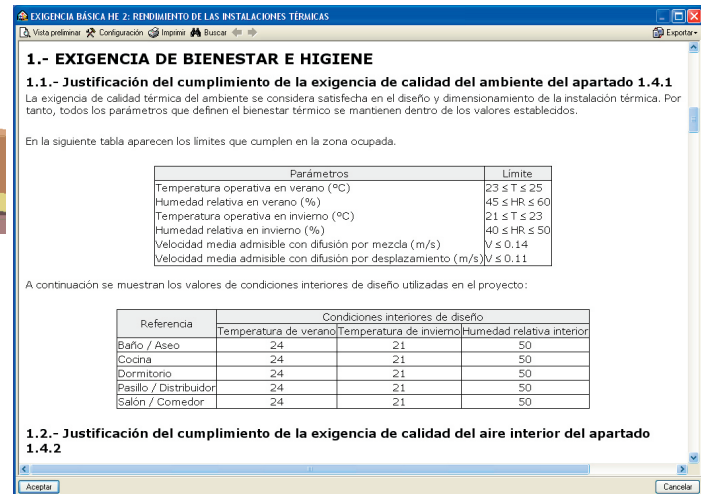 EXIGENCIA BÁSICA HE 2: RENDIMIENTO DE LAS INSTALACIONES TÉRMICAS
Vista preliminar Configuración Imprimir Buscar Exportar
1.- EXIGENCIA DE BIENESTAR E HIGIENE
1.1.- Justificación del cumplimiento de la exigencia de calidad del ambiente del apartado 1.4.1
La exigencia de calidad térmica del ambiente se considera satisfecha en el diseño y dimensionamiento de la instalación térmica. Por
tanto, todos los parámetros que definen el bienestar térmico se mantienen dentro de los valores establecidos.
En la siguiente tabla aparecen los límites que cumplen en la zona ocupada.
Parámetros Límite
Temperatura operativa en verano (ºC) 23 ≤ T ≤ 25
Humedad relativa en verano (%) 45 ≤ HR ≤ 60
Temperatura operativa en invierno (ºC) 21 ≤ T ≤ 23
Humedad relativa en invierno (%) 40 ≤ HR ≤ 50
Velocidad media admisible con difusión por mezcla (m/s) V ≤ 0.14
Velocidad media admisible con difusión por desplazamiento (m/s) V ≤ 0.11
A continuación se muestran los valores de condiciones interiores de diseño utilizadas en el proyecto:
Referencia Condiciones interiores de diseño
Temperatura de verano Temperatura de invierno Humedad relativa interior
Baño / Aseo 24 21 50
Cocina 24 21 50
Dormitorio 24 21 50
Pasillo / Distribuidor 24 21 50
Salón / Comedor 24 21 50
1.2.- Justificación del cumplimiento de la exigencia de calidad del aire interior del apartado
1.4.2
Aceptar Cancelar